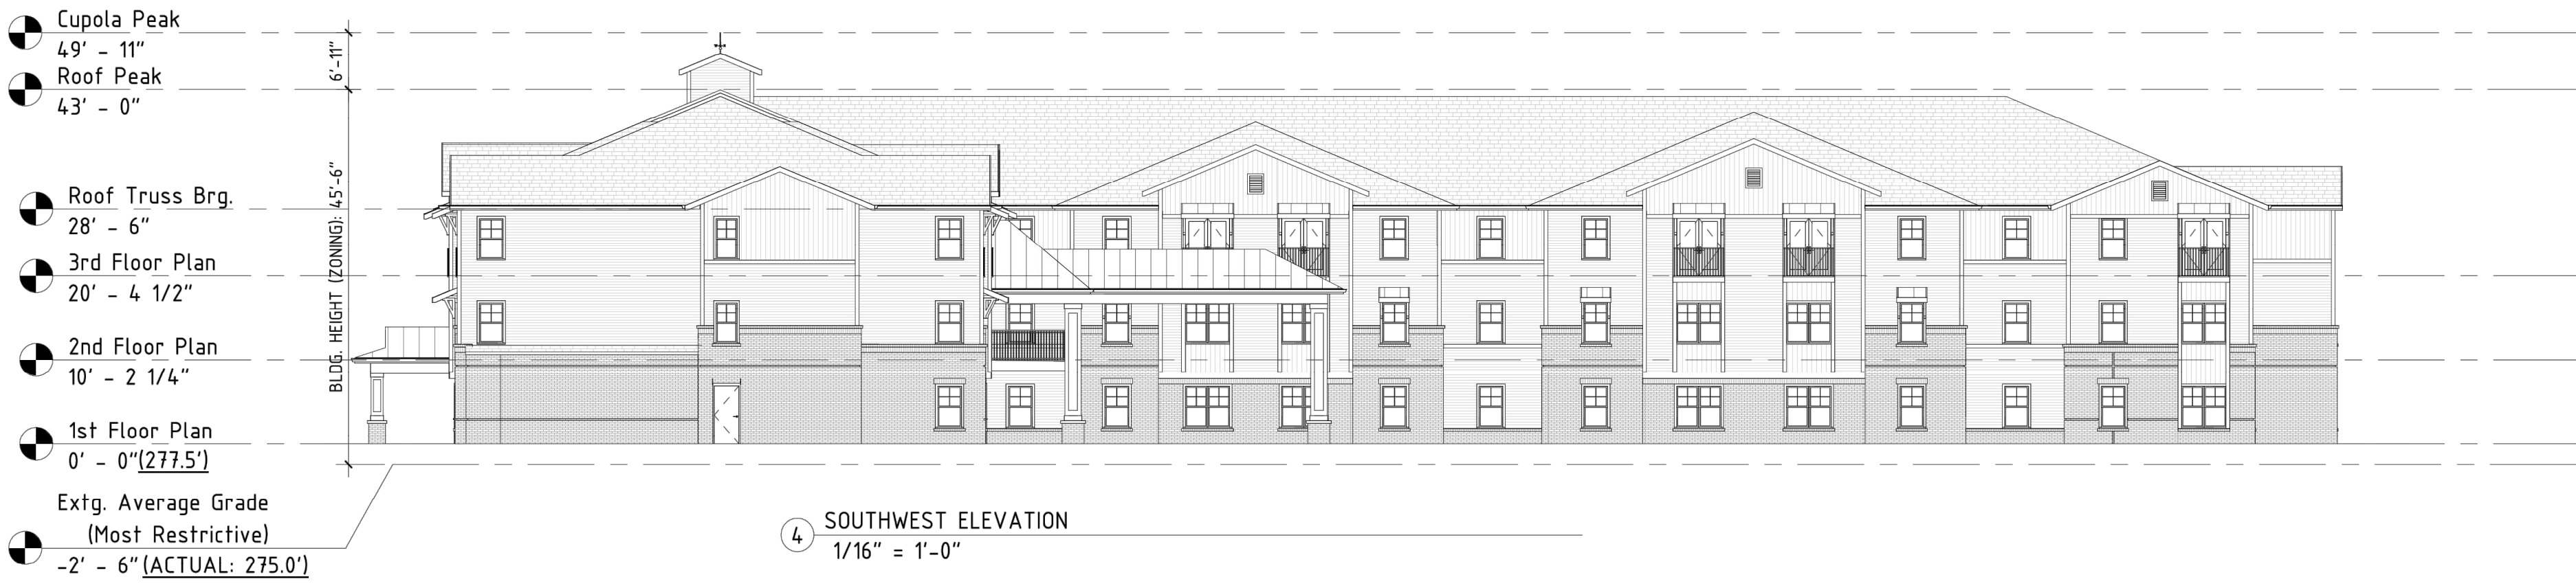 Cupola Peak
49' - 11"
Roof Peak
43' - 0"
Roof Truss Brg.
28' - 6"
3rd Floor Plan
20' - 4 1/2"
2nd Floor Plan
10' - 2 1/4"
1st Floor Plan
0' - 0"(277.5')
Extg. Average Grade
(Most Restrictive)
-2' - 6"(ACTUAL: 275.0')
6'-11"
BLDG. HEIGHT (ZONING): 45'-6"
4
SOUTHWEST ELEVATION
1/16" = 1'-0"